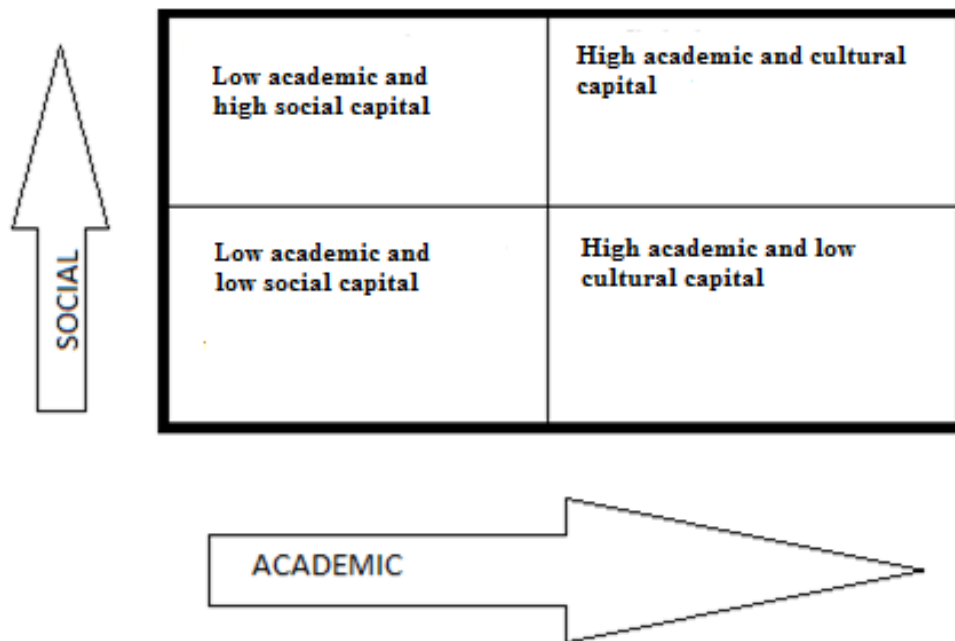 Low academic and
high social capital
High academic and cultural
capital
SOCIAL
Low academic and
low social capital
High academic and low
cultural capital
ACADEMIC